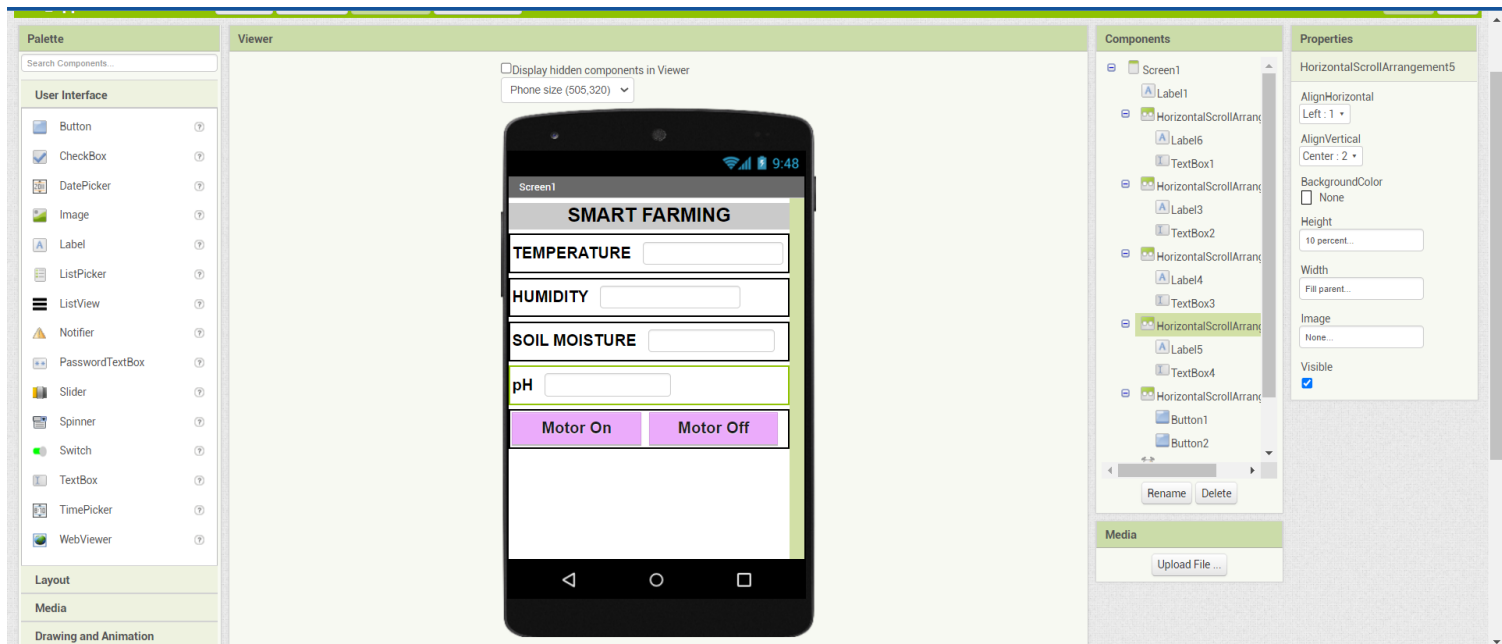 Palette
Search Components...
User Interface
Button
CheckBox
DatePicker
Image
Label
ListPicker
ListView
Notifier
PasswordTextBox
Slider
Spinner
Switch
TextBox
TimePicker
WebViewer
Layout
Media
Drawing and Animation
Viewer
Display hidden components in Viewer
Phone size (505,320)
9:48
Screen1
SMART FARMING
TEMPERATURE
HUMIDITY
SOIL MOISTURE
pH
Motor On Motor Off
Components
Screen1
Label1
HorizontalScrollArrang
Label6
TextBox1
HorizontalScrollArrang
Label3
TextBox2
HorizontalScrollArrang
Label4
TextBox3
HorizontalScrollArrang
Label5
TextBox4
HorizontalScrollArrang
Button1
Button2
Rename Delete
Media
Upload File ...
Properties
HorizontalScrollArrangement5
AlignHorizontal
Left : 1
AlignVertical
Center : 2
BackgroundColor
None
Height
10 percent...
Width
Fill parent...
Image
None...
Visible